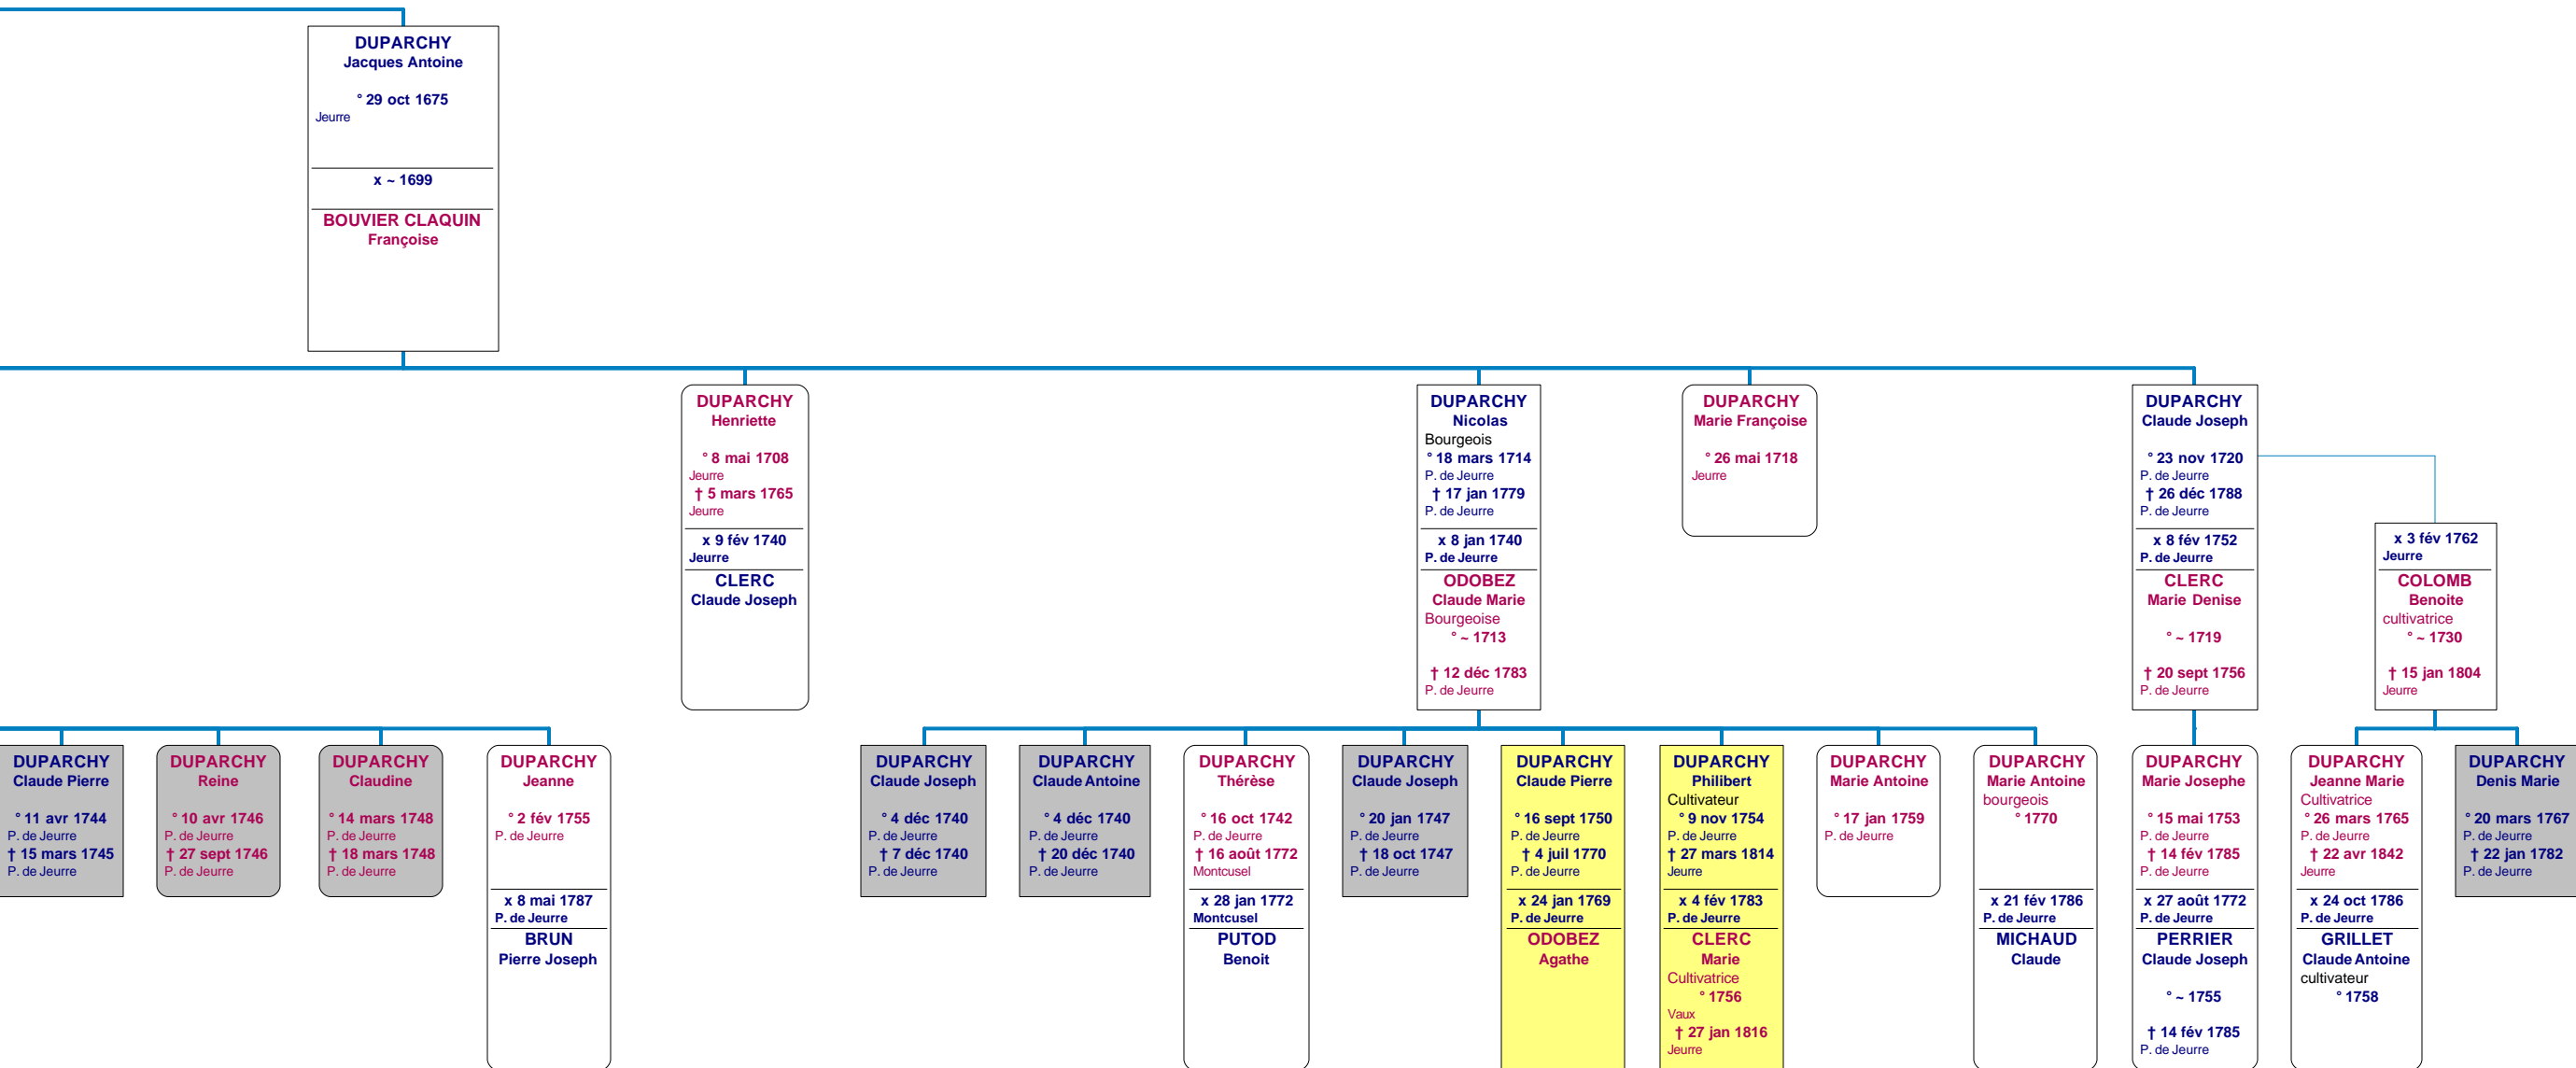 DUPARCHY
Jacques Antoine
° 29 oct 1675
Jeurre
x ~ 1699
BOUVIER CLAQUIN
Françoise
DUPARCHY
Henriette
° 8 mai 1708
Jeurre
† 5 mars 1765
Jeurre
x 9 fév 1740
Jeurre
CLERC
Claude Joseph
DUPARCHY
Nicolas
Bourgeois
° 18 mars 1714
P. de Jeurre
† 17 jan 1779
P. de Jeurre
x 8 jan 1740
P. de Jeurre
ODOBEZ
Claude Marie
Bourgeoise
° ~ 1713
† 12 déc 1783
P. de Jeurre
DUPARCHY
Marie Françoise
° 26 mai 1718
Jeurre
DUPARCHY
Claude Joseph
° 23 nov 1720
P. de Jeurre
† 26 déc 1788
P. de Jeurre
x 8 fév 1752
P. de Jeurre
CLERC
Marie Denise
° ~ 1719
† 20 sept 1756
P. de Jeurre
x 3 fév 1762
Jeurre
COLOMB
Benoite
cultivatrice
° ~ 1730
† 15 jan 1804
Jeurre
DUPARCHY
Claude Pierre
° 11 avr 1744
P. de Jeurre
† 15 mars 1745
P. de Jeurre
DUPARCHY
Reine
° 10 avr 1746
P. de Jeurre
† 27 sept 1746
P. de Jeurre
DUPARCHY
Claudine
° 14 mars 1748
P. de Jeurre
† 18 mars 1748
P. de Jeurre
DUPARCHY
Jeanne
° 2 fév 1755
P. de Jeurre
x 8 mai 1787
P. de Jeurre
BRUN
Pierre Joseph
DUPARCHY
Claude Joseph
° 4 déc 1740
P. de Jeurre
† 7 déc 1740
P. de Jeurre
DUPARCHY
Claude Antoine
° 4 déc 1740
P. de Jeurre
† 20 déc 1740
P. de Jeurre
DUPARCHY
Thérèse
° 16 oct 1742
P. de Jeurre
† 16 août 1772
Montcusel
x 28 jan 1772
Montcusel
PUTOD
Benoit
DUPARCHY
Claude Joseph
° 20 jan 1747
P. de Jeurre
† 18 oct 1747
P. de Jeurre
DUPARCHY
Claude Pierre
° 16 sept 1750
P. de Jeurre
† 4 juil 1770
P. de Jeurre
x 24 jan 1769
P. de Jeurre
ODOBEZ
Agathe
DUPARCHY
Philibert
Cultivateur
° 9 nov 1754
P. de Jeurre
† 27 mars 1814
Jeurre
x 4 fév 1783
P. de Jeurre
CLERC
Marie
Cultivatrice
° 1756
Vaux
† 27 jan 1816
Jeurre
DUPARCHY
Marie Antoine
° 17 jan 1759
P. de Jeurre
DUPARCHY
Marie Antoine
bourgeois
° 1770
x 21 fév 1786
P. de Jeurre
MICHAUD
Claude
DUPARCHY
Marie Josephe
° 15 mai 1753
P. de Jeurre
† 14 fév 1785
P. de Jeurre
x 27 août 1772
P. de Jeurre
PERRIER
Claude Joseph
° ~ 1755
† 14 fév 1785
P. de Jeurre
DUPARCHY
Jeanne Marie
Cultivatrice
° 26 mars 1765
P. de Jeurre
† 22 avr 1842
Jeurre
x 24 oct 1786
P. de Jeurre
GRILLET
Claude Antoine
cultivateur
° 1758
DUPARCHY
Denis Marie
° 20 mars 1767
P. de Jeurre
† 22 jan 1782
P. de Jeurre